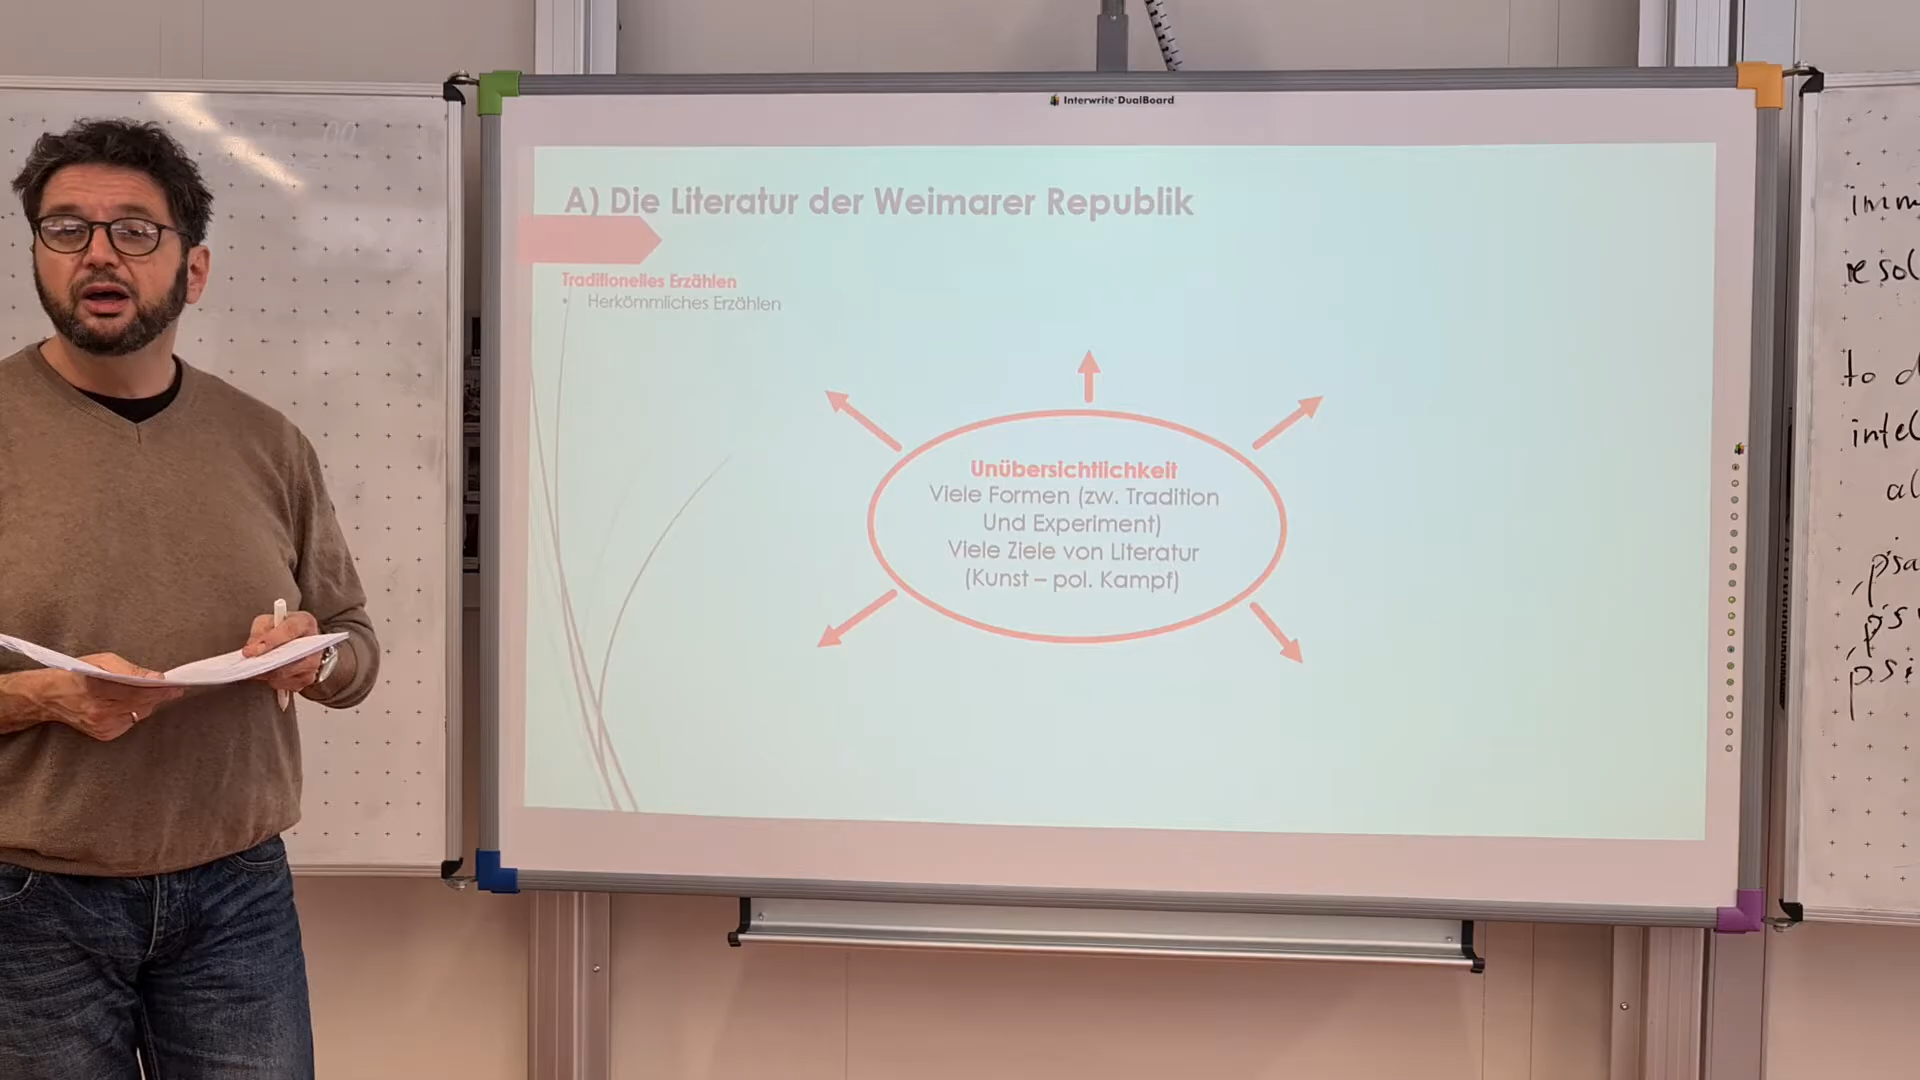 Interwrite DualBoard
A) Die Literatur der Weimarer Republik
Traditionelles Erzählen
• Herkömmliches Erzählen
Unübersichtlichkeit
Viele Formen (zw. Tradition
Und Experiment)
Viele Ziele von Literatur
(Kunst – pol. Kampf)
to